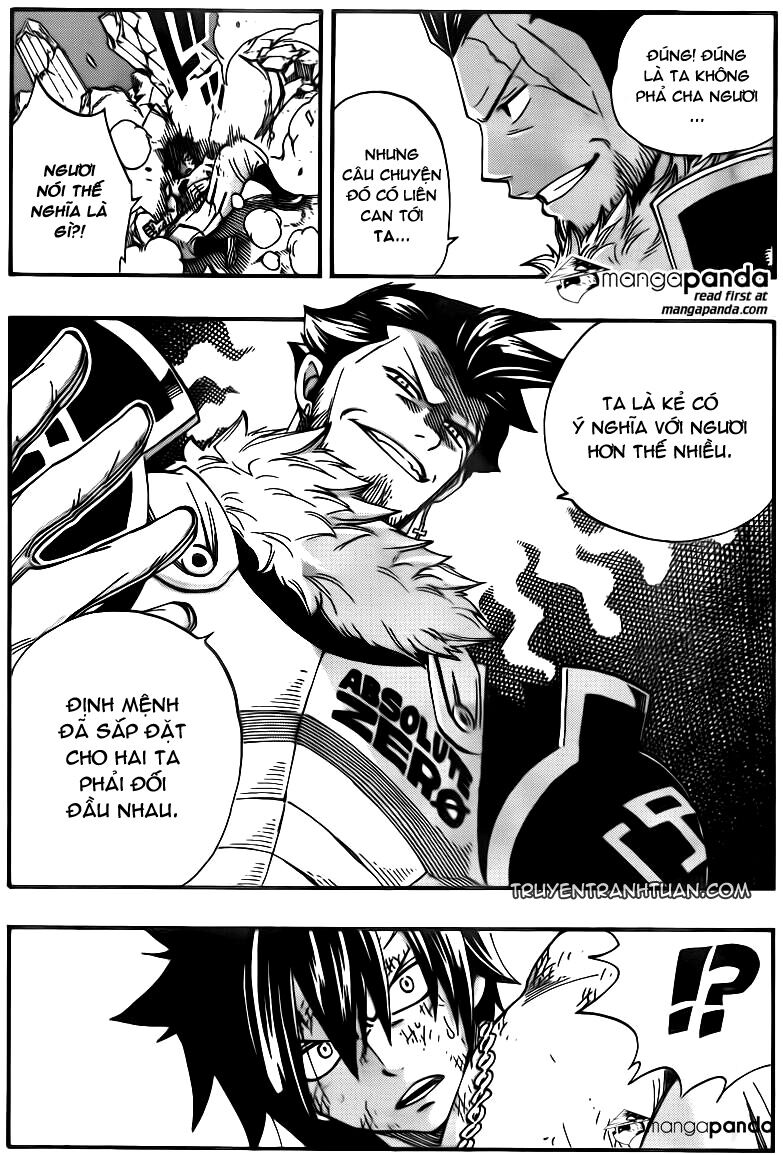 ĐÚNG! ĐÚNG
LÀ TA KHÔNG
PHẢ CHA NGƯƠI
...
NHƯNG
CÂU CHUYỆN
ĐÓ CÓ LIÊN
CAN TỚI
TA...
mangapanda
read first at
mangapanda.com
NGƯƠI
NÓI THẾ
NGHĨA LÀ
GÌ?!
TA LÀ KẺ CÓ
Ý NGHĨA VỚI NGƯƠI
HƠN THẾ NHIỀU.
ABSOLUTE
ZERO
ĐỊNH MỆNH
ĐÃ SẮP ĐẶT
CHO HAI TA
PHẢI ĐỐI
ĐẦU NHAU.
TRUYENTRANHTUAN.COM
!?
mangapanda